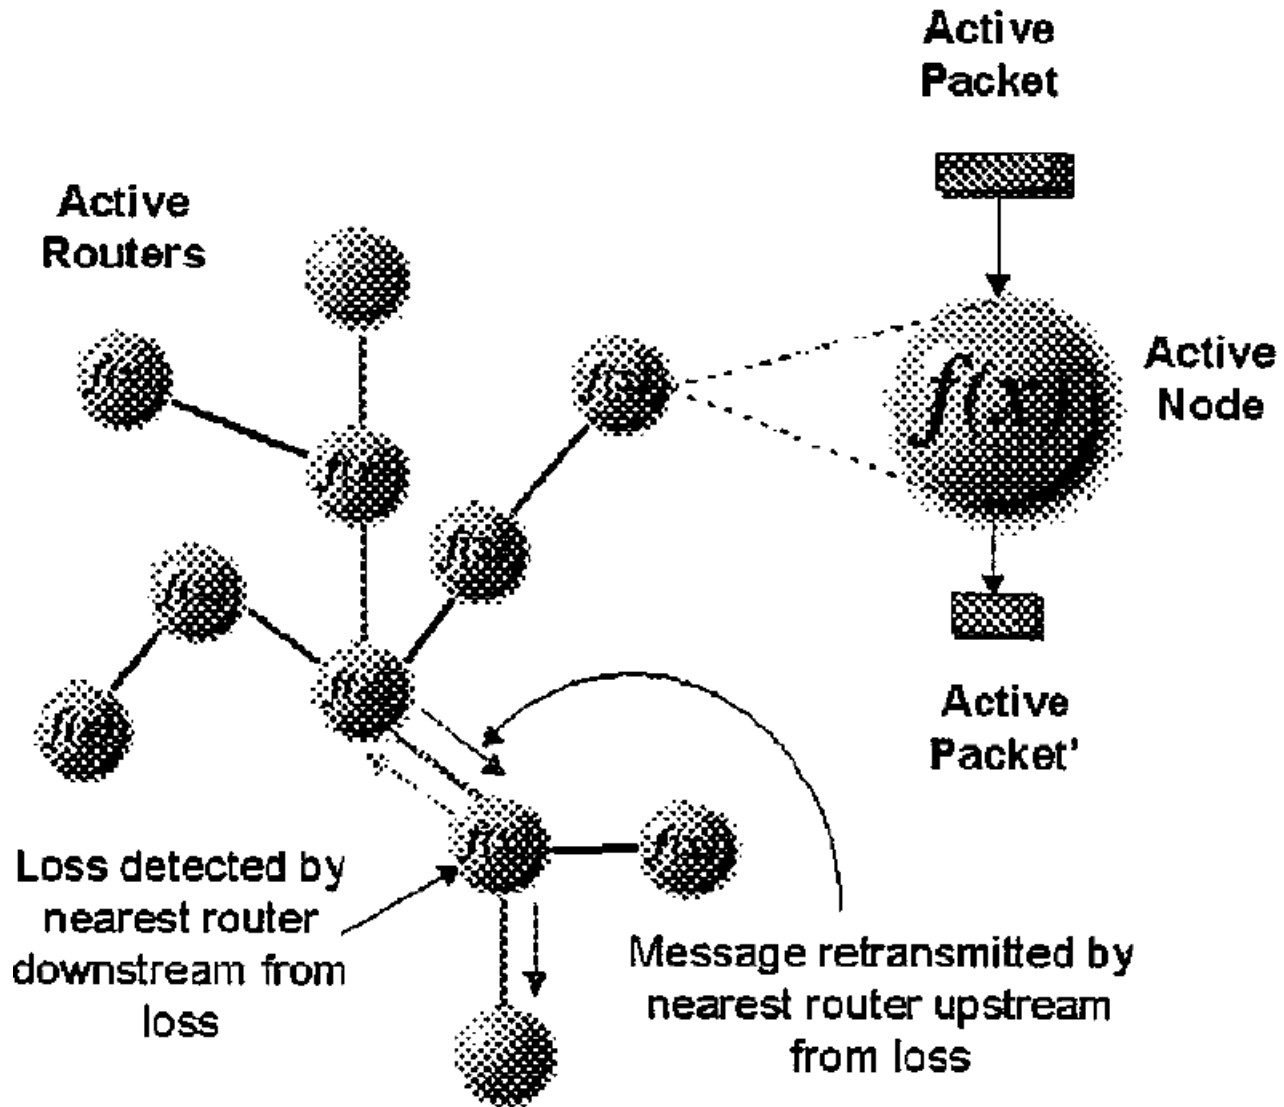 Active
Packet
Active
Routers
Active
Node
f(x)
Active
Packet'
Loss detected by
nearest router
downstream from
loss
Message retransmitted by
nearest router upstream
from loss